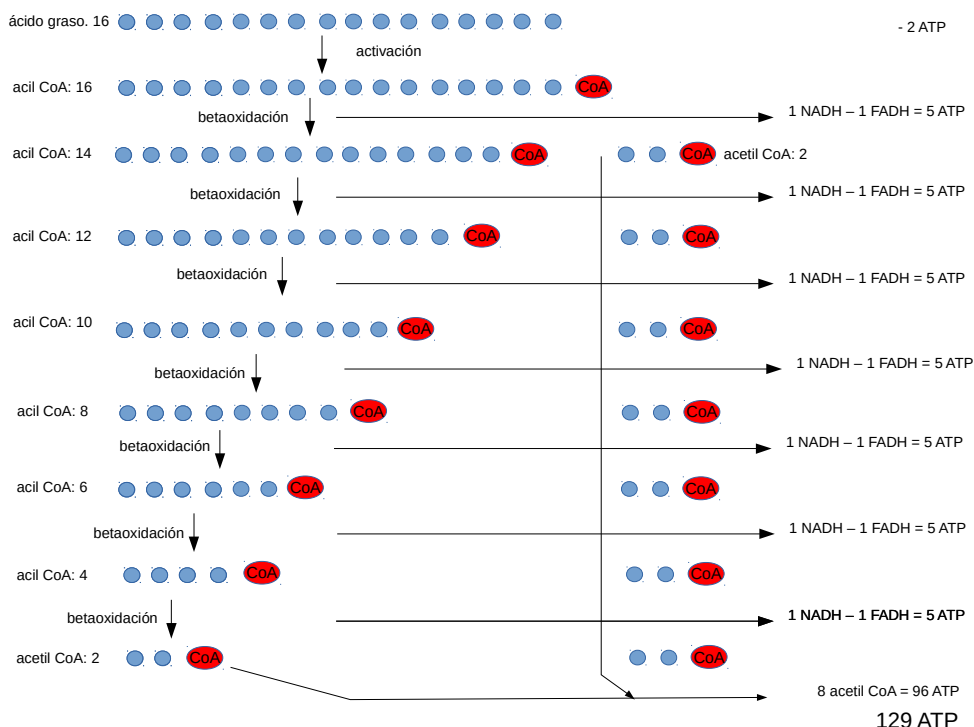 ácido graso. 16
- 2 ATP
activación
acil CoA: 16 CoA
betaoxidación
1 NADH – 1 FADH = 5 ATP
acil CoA: 14 CoA CoA acetil CoA: 2
betaoxidación
1 NADH – 1 FADH = 5 ATP
acil CoA: 12 CoA CoA
betaoxidación
1 NADH – 1 FADH = 5 ATP
acil CoA: 10 CoA CoA
betaoxidación
1 NADH – 1 FADH = 5 ATP
acil CoA: 8 CoA CoA
betaoxidación
1 NADH – 1 FADH = 5 ATP
acil CoA: 6 CoA CoA
betaoxidación
1 NADH – 1 FADH = 5 ATP
acil CoA: 4 CoA CoA
betaoxidación
1 NADH – 1 FADH = 5 ATP
acetil CoA: 2 CoA CoA
8 acetil CoA = 96 ATP
129 ATP